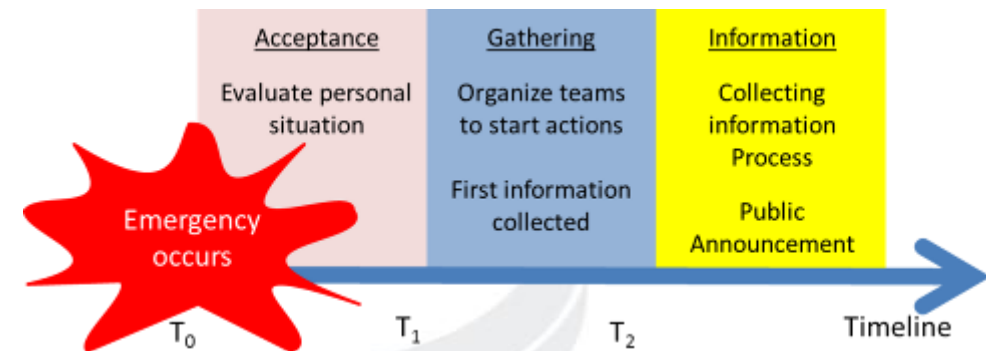 Acceptance
Evaluate personal
situation
Gathering
Organize teams
to start actions
First information
collected
Information
Collecting
information
Process
Public
Announcement
Emergency
occurs
T₀
T₁
T₂
Timeline